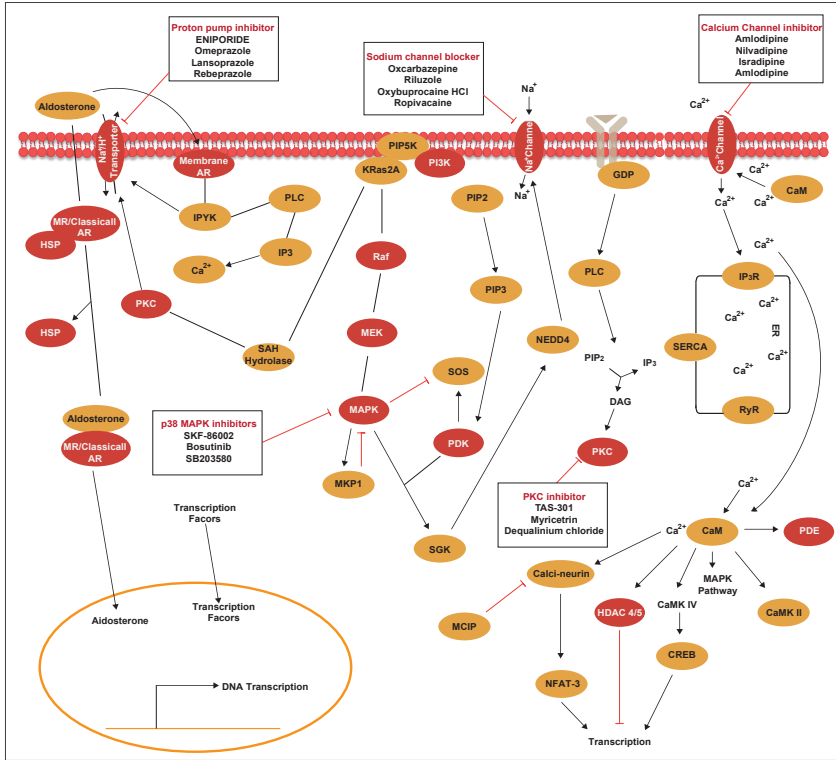 Proton pump inhibitor
ENIPORIDE
Omeprazole
Lansoprazole
Rebeprazole
Sodium channel blocker
Oxcarbazepine
Riluzole
Oxybuprocaine HCl
Ropivacaine
Calcium Channel inhibitor
Amlodipine
Nilvadipine
Isradipine
Amlodipine
Aldosterone
Na⁺
Ca²⁺
Na⁺/H⁺
Transporter
Membrane
AR
PIP5K
KRas2A
PI3K
Na⁺Channel
GDP
Ca²⁺Channel
Ca²⁺
Ca²⁺
CaM
Na⁺
Ca²⁺
MR/Classicall
AR
HSP
IPYK
PLC
PIP2
Ca²⁺
IP3
Ca²⁺
Raf
PLC
IP₃R
PKC
PIP3
Ca²⁺
Ca²⁺
HSP
MEK
NEDD4
ER
SERCA
Ca²⁺
SAH
Hydrolase
SOS
PIP₂
IP₃
Ca²⁺
DAG
RyR
Aldosterone
MR/Classicall
AR
p38 MAPK inhibitors
SKF-86002
Bosutinib
SB203580
MAPK
PDK
PKC
MKP1
PKC inhibitor
TAS-301
Myricetrin
Dequalinium chloride
Ca²⁺
Transcription
Facors
SGK
Ca²⁺
CaM
PDE
Calci-neurin
MAPK
Pathway
Transcription
Facors
Aidosterone
MCIP
HDAC 4/5
CaMK IV
CaMK II
CREB
NFAT-3
DNA Transcription
Transcription